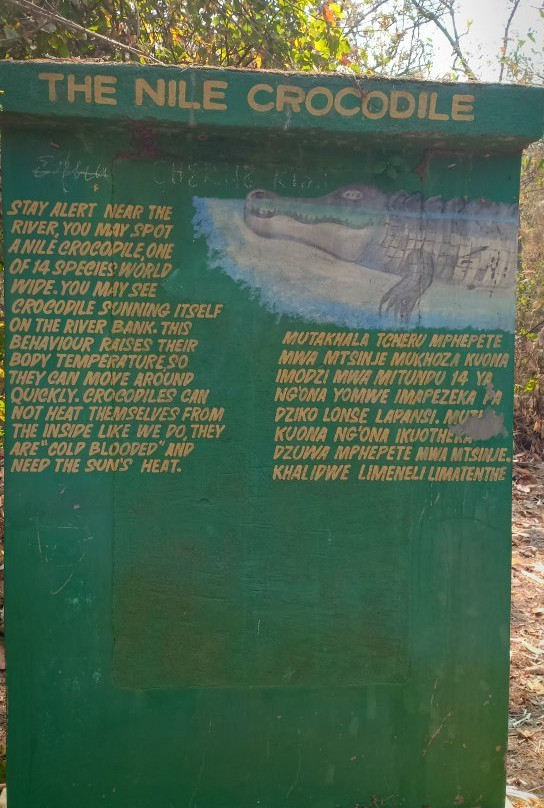 THE NILE CROCODILE
STAY ALERT NEAR THE
RIVER, YOU MAY SPOT
A NILE CROCODILE, ONE
OF 14 SPECIES WORLD
WIDE. YOU MAY SEE
CROCODILE SUNNING ITSELF
ON THE RIVER BANK. THIS
BEHAVIOUR RAISES THEIR
BODY TEMPERATURE, SO
THEY CAN MOVE AROUND
QUICKLY. CROCODILES CAN
NOT HEAT THEMSELVES FROM
THE INSIDE LIKE WE DO, THEY
ARE "COLD BLOODED" AND
NEED THE SUN'S HEAT.
MUTAKHALA TCHERU MPHEPETE
MWA MTSINJE MUKHOZA KUONA
IMODZI MWA MITUNDU 14 YA
NG'ONA YOMWE IMAPEZEKA PA
DZIKO LONSE LAPANSI.
KUONA NG'ONA IKUOTHERA
DZUWA MPHEPETE MWA MTSINJE.
KHALIDWE LIMENELI LIMATENTHE